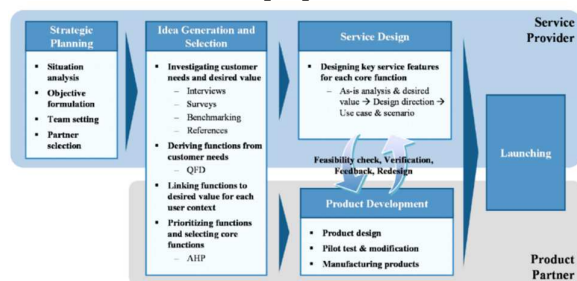 Service
Provider
Strategic
Planning
▪ Situation
analysis
▪ Objective
formulation
▪ Team setting
▪ Partner
selection
Idea Generation and
Selection
▪ Investigating customer
needs and desired value
– Interviews
– Surveys
– Benchmarking
– References
▪ Deriving functions from
customer needs
– QFD
▪ Linking functions to
desired value for each
user context
▪ Prioritizing functions
and selecting core
functions
– AHP
Service Design
▪ Designing key service features
for each core function
– As-is analysis & desired
value → Design direction →
Use case & scenario
Feasibility check, Verification,
Feedback, Redesign
Product Development
▪ Product design
▪ Pilot test & modification
▪ Manufacturing products
Launching
Product
Partner